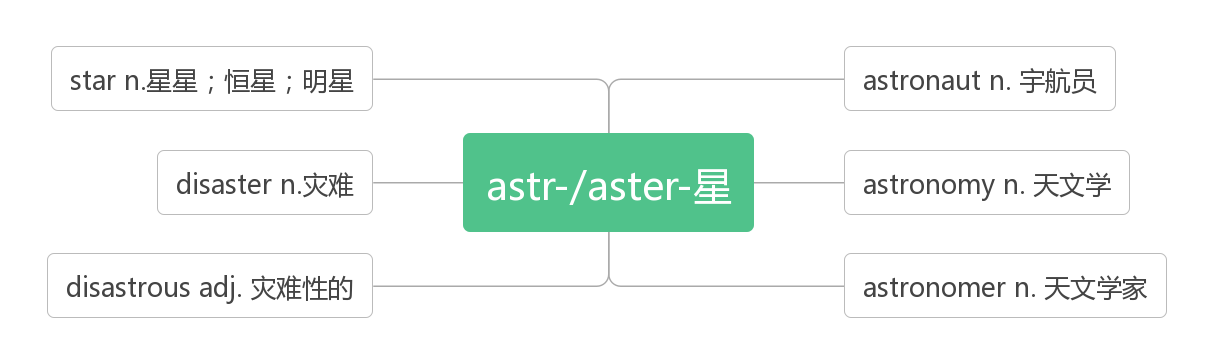 star n.星星；恒星；明星
disaster n.灾难
disastrous adj. 灾难性的
astr-/aster-星
astronaut n. 宇航员
astronomy n. 天文学
astronomer n. 天文学家